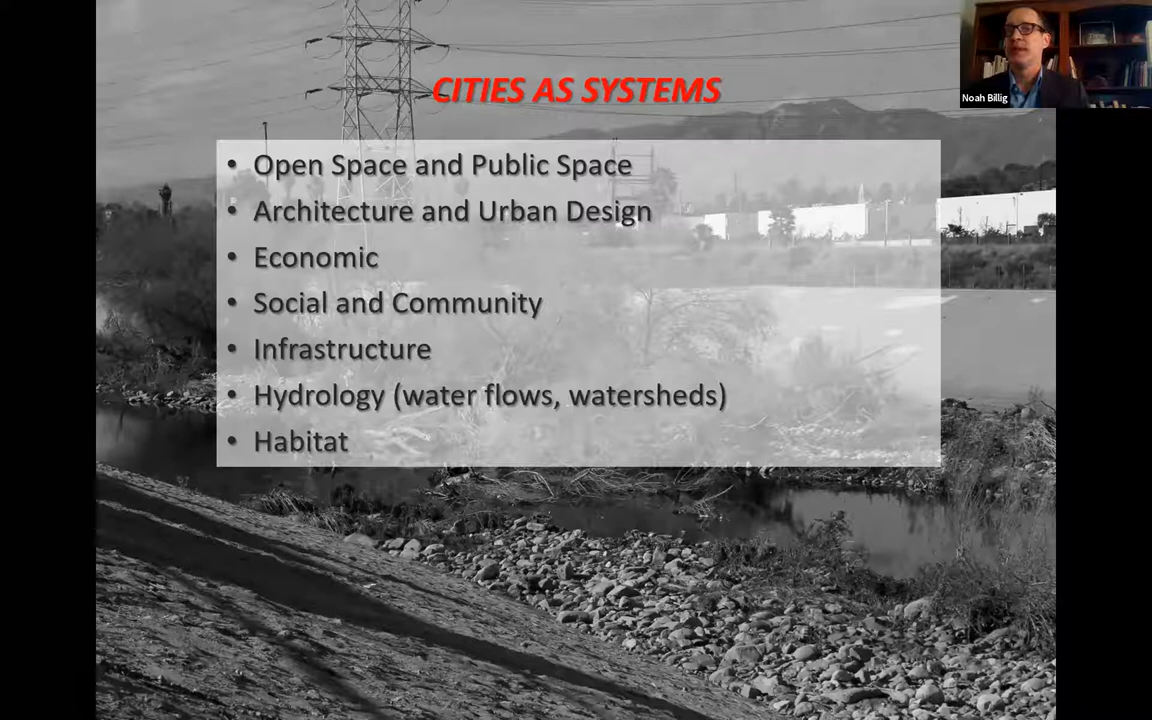 CITIES AS SYSTEMS
Noah Billig
• Open Space and Public Space
• Architecture and Urban Design
• Economic
• Social and Community
• Infrastructure
• Hydrology (water flows, watersheds)
• Habitat